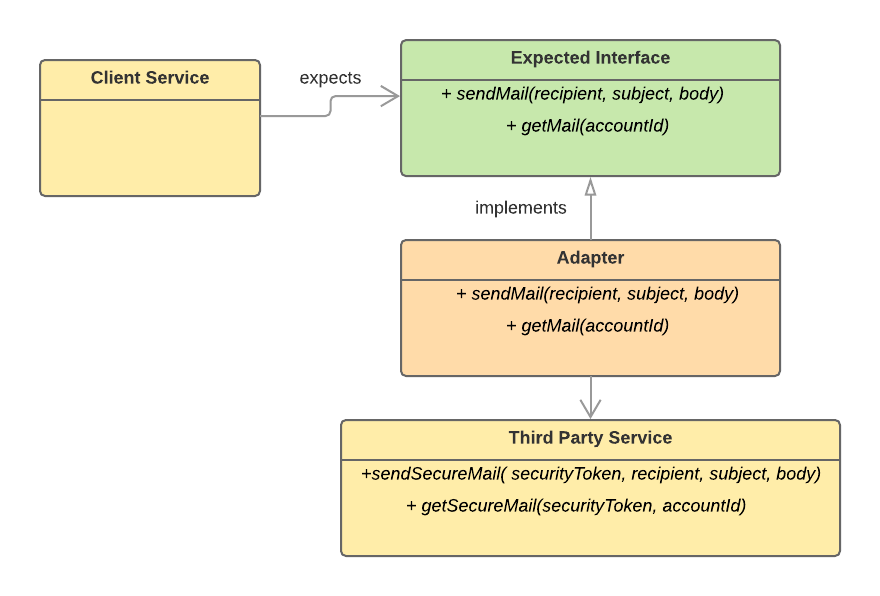 Client Service
expects
Expected Interface
+ sendMail(recipient, subject, body)
+ getMail(accountId)
implements
Adapter
+ sendMail(recipient, subject, body)
+ getMail(accountId)
Third Party Service
+sendSecureMail( securityToken, recipient, subject, body)
+ getSecureMail(securityToken, accountId)